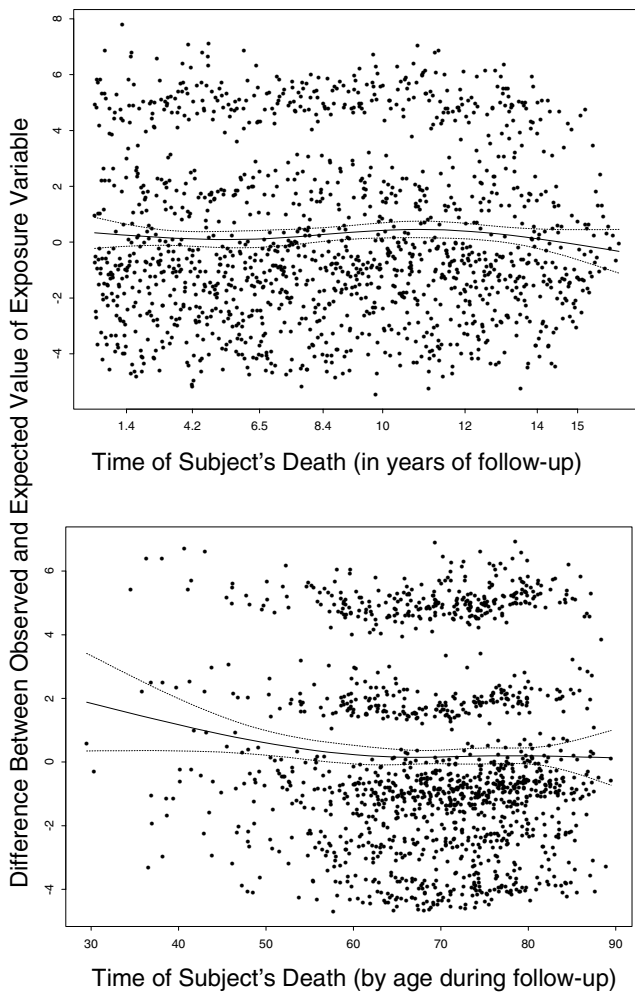 Difference Between Observed and Expected Value of Exposure Variable
8
6
4
2
0
-2
-4
1.4 4.2 6.5 8.4 10 12 14 15
Time of Subject's Death (in years of follow-up)
6
4
2
0
-2
-4
30 40 50 60 70 80 90
Time of Subject's Death (by age during follow-up)